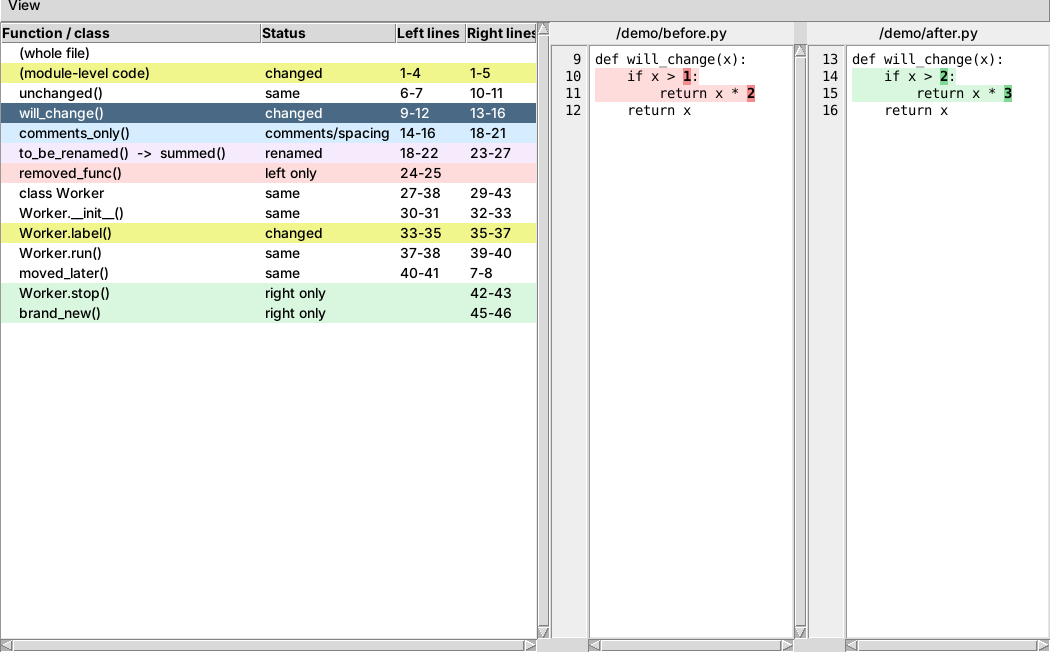 View
Function / class Status Left lines Right lines
(whole file)
(module-level code) changed 1-4 1-5
unchanged() same 6-7 10-11
will_change() changed 9-12 13-16
comments_only() comments/spacing 14-16 18-21
to_be_renamed() -> summed() renamed 18-22 23-27
removed_func() left only 24-25
class Worker same 27-38 29-43
Worker.__init__() same 30-31 32-33
Worker.label() changed 33-35 35-37
Worker.run() same 37-38 39-40
moved_later() same 40-41 7-8
Worker.stop() right only 42-43
brand_new() right only 45-46
/demo/before.py
9 def will_change(x):
10     if x > 1:
11         return x * 2
12     return x
/demo/after.py
13 def will_change(x):
14     if x > 2:
15         return x * 3
16     return x